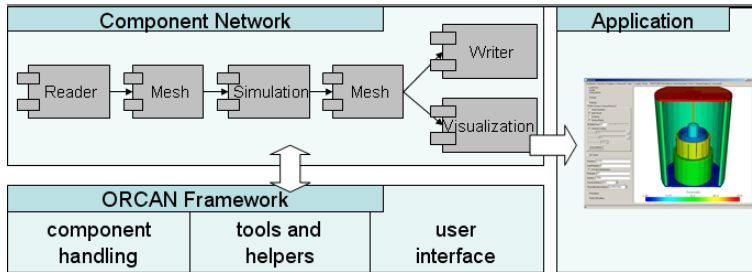 Component Network
Application
Reader
Mesh
Simulation
Mesh
Writer
Visualization
ORCAN Framework
component
handling
tools and
helpers
user
interface